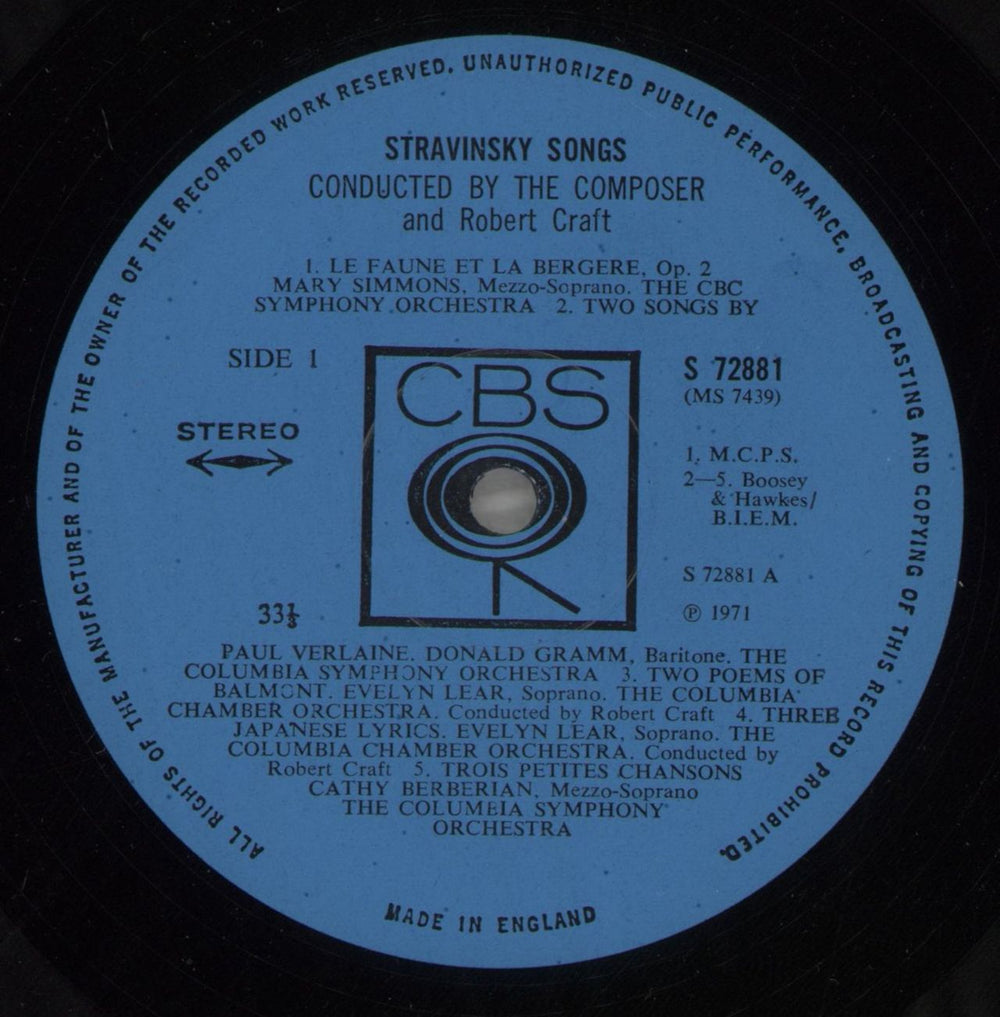 ALL RIGHTS OF THE MANUFACTURER AND OF THE OWNER OF THE RECORDED WORK RESERVED. UNAUTHORIZED PUBLIC PERFORMANCE, BROADCASTING AND COPYING OF THIS RECORD PROHIBITED.
STRAVINSKY SONGS
CONDUCTED BY THE COMPOSER
and Robert Craft
1. LE FAUNE ET LA BERGERE, Op. 2
MARY SIMMONS, Mezzo-Soprano. THE CBC
SYMPHONY ORCHESTRA 2. TWO SONGS BY
SIDE 1
STEREO
33⅓
CBS
S 72881
(MS 7439)
1. M.C.P.S.
2—5. Boosey
& Hawkes/
B.I.E.M.
S 72881 A
℗ 1971
PAUL VERLAINE. DONALD GRAMM, Baritone. THE
COLUMBIA SYMPHONY ORCHESTRA 3. TWO POEMS OF
BALMONT. EVELYN LEAR, Soprano. THE COLUMBIA
CHAMBER ORCHESTRA. Conducted by Robert Craft 4. THREE
JAPANESE LYRICS. EVELYN LEAR, Soprano. THE
COLUMBIA CHAMBER ORCHESTRA. Conducted by
Robert Craft 5. TROIS PETITES CHANSONS
CATHY BERBERIAN, Mezzo-Soprano
THE COLUMBIA SYMPHONY
ORCHESTRA
MADE IN ENGLAND